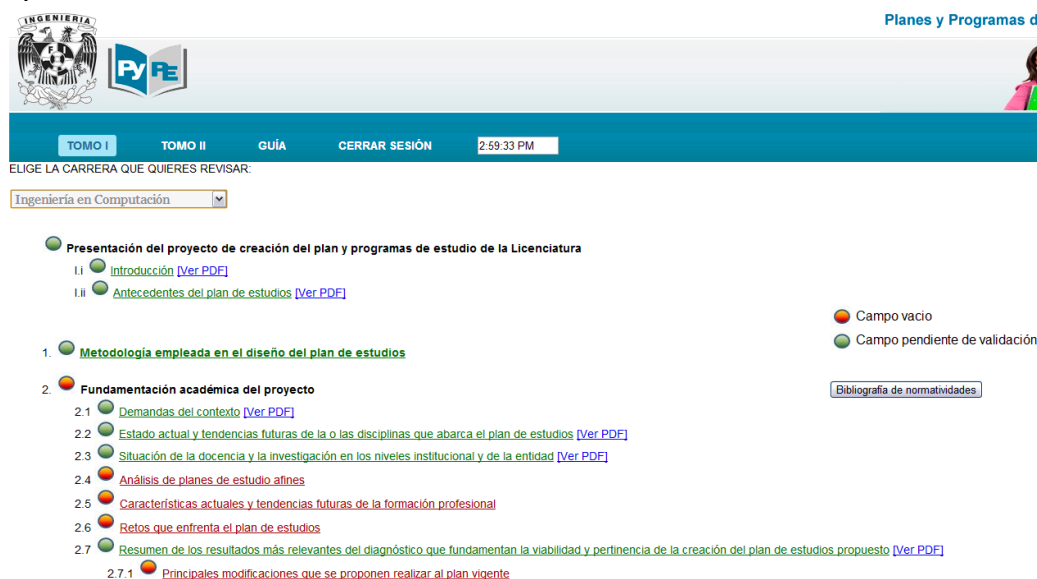 INGENIERIA
Planes y Programas d
Py PE
TOMO I TOMO II GUÍA CERRAR SESIÓN 2:59:33 PM
ELIGE LA CARRERA QUE QUIERES REVISAR:
Ingeniería en Computación
Presentación del proyecto de creación del plan y programas de estudio de la Licenciatura
I.i Introducción [Ver PDF]
I.ii Antecedentes del plan de estudios [Ver PDF]
Campo vacio
Campo pendiente de validación
1. Metodología empleada en el diseño del plan de estudios
2. Fundamentación académica del proyecto
Bibliografía de normatividades
2.1 Demandas del contexto [Ver PDF]
2.2 Estado actual y tendencias futuras de la o las disciplinas que abarca el plan de estudios [Ver PDF]
2.3 Situación de la docencia y la investigación en los niveles institucional y de la entidad [Ver PDF]
2.4 Análisis de planes de estudio afines
2.5 Características actuales y tendencias futuras de la formación profesional
2.6 Retos que enfrenta el plan de estudios
2.7 Resumen de los resultados más relevantes del diagnóstico que fundamentan la viabilidad y pertinencia de la creación del plan de estudios propuesto [Ver PDF]
2.7.1 Principales modificaciones que se proponen realizar al plan vigente